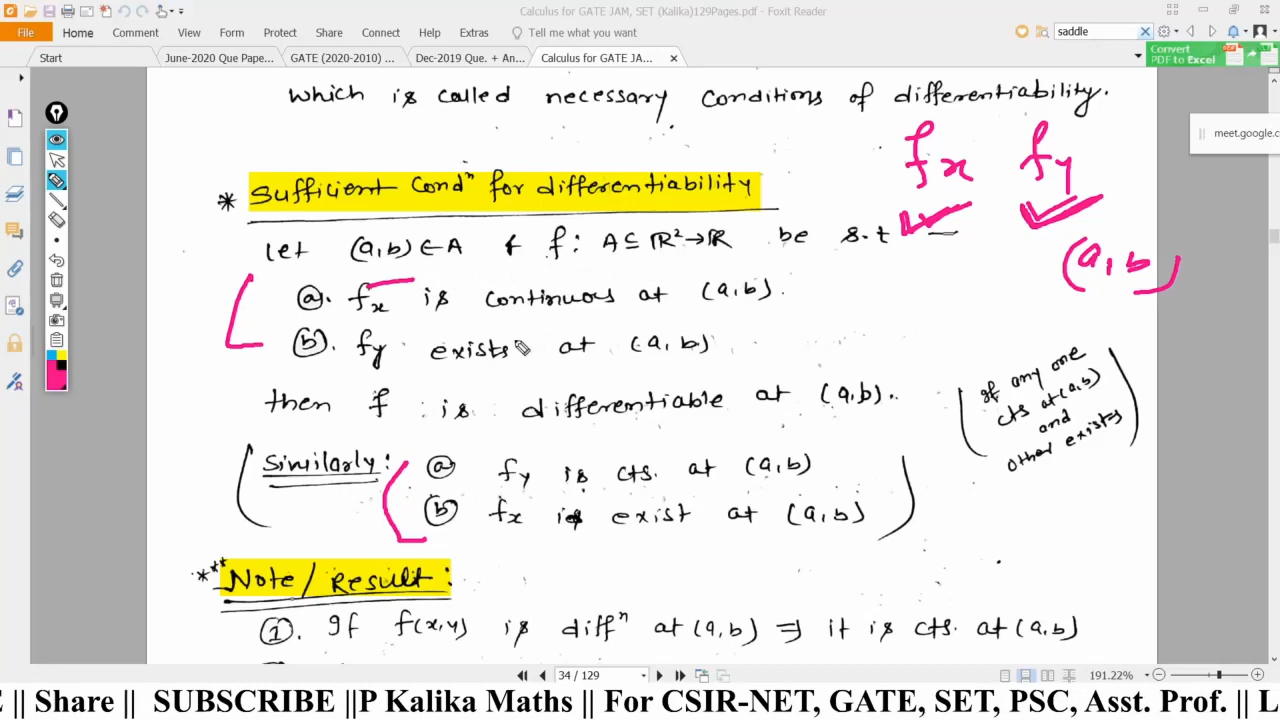 Calculus for GATE JAM, SET (Kalika)129Pages.pdf - Foxit Reader
File Home Comment View Form Protect Share Connect Help Extras Tell me what you want saddle
Start June-2020 Que Pape... GATE (2020-2010) ... Dec-2019 Que. + An... Calculus for GATE JA... Convert PDF to Excel
which is called necessary conditions of differentiability.
fx fy
meet.google.c
* Sufficient Condⁿ for differentiability
Let (a,b) ∈ A & f: A ⊆ ℝ² → ℝ be s.t –
(a,b)
ⓐ. fx is continuous at (a,b).
ⓑ. fy exists at (a,b)
then f is differentiable at (a,b).
(If any one
cts at (a,b)
and
other exists)
(Similarly: ⓐ fy is cts. at (a,b)
ⓑ fx is exist at (a,b))
*** Note/Result:
①. If f(x,y) is diffⁿ at (a,b) ⇒ it is cts. at (a,b)
34 / 129 191.22%
E || Share || SUBSCRIBE ||P Kalika Maths || For CSIR-NET, GATE, SET, PSC, Asst. Prof. || L